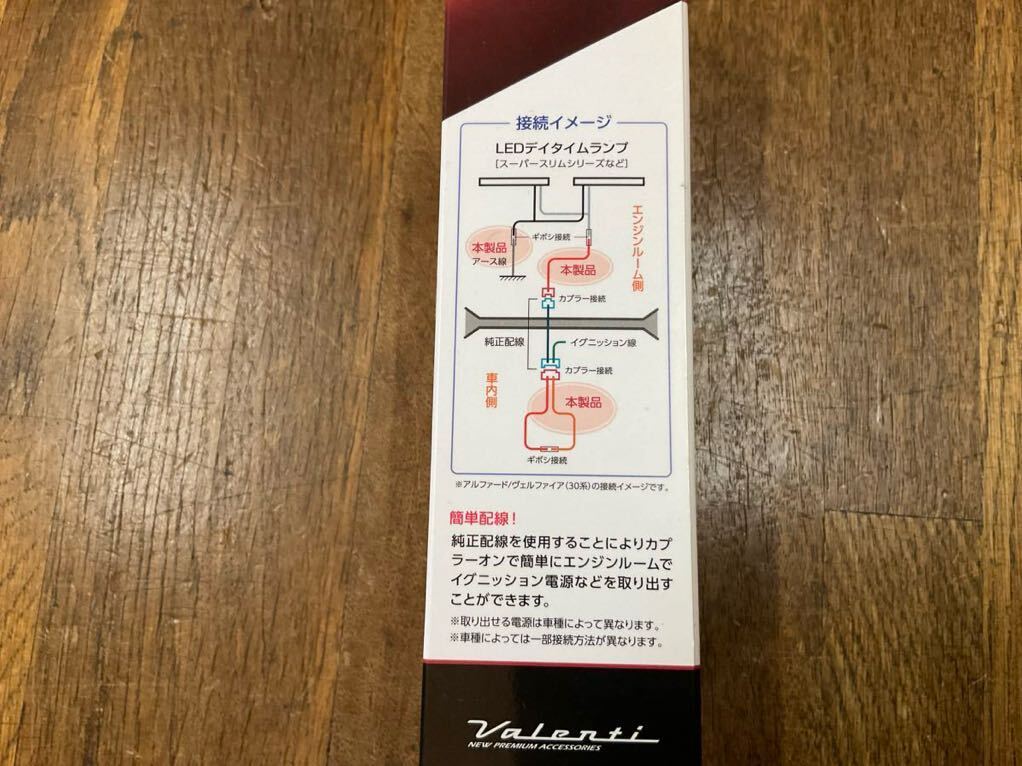 接続イメージ
LEDデイタイムランプ
[スーパースリムシリーズなど]
エンジンルーム側
ギボシ接続
本製品
アース線
本製品
カプラー接続
純正配線
イグニッション線
カプラー接続
車内側
本製品
ギボシ接続
※アルファード/ヴェルファイア(30系)の接続イメージです。
簡単配線!
純正配線を使用することによりカプ
ラーオンで簡単にエンジンルームで
イグニッション電源などを取り出す
ことができます。
※取り出せる電源は車種によって異なります。
※車種によっては一部接続方法が異なります。
Valenti
NEW PREMIUM ACCESSORIES